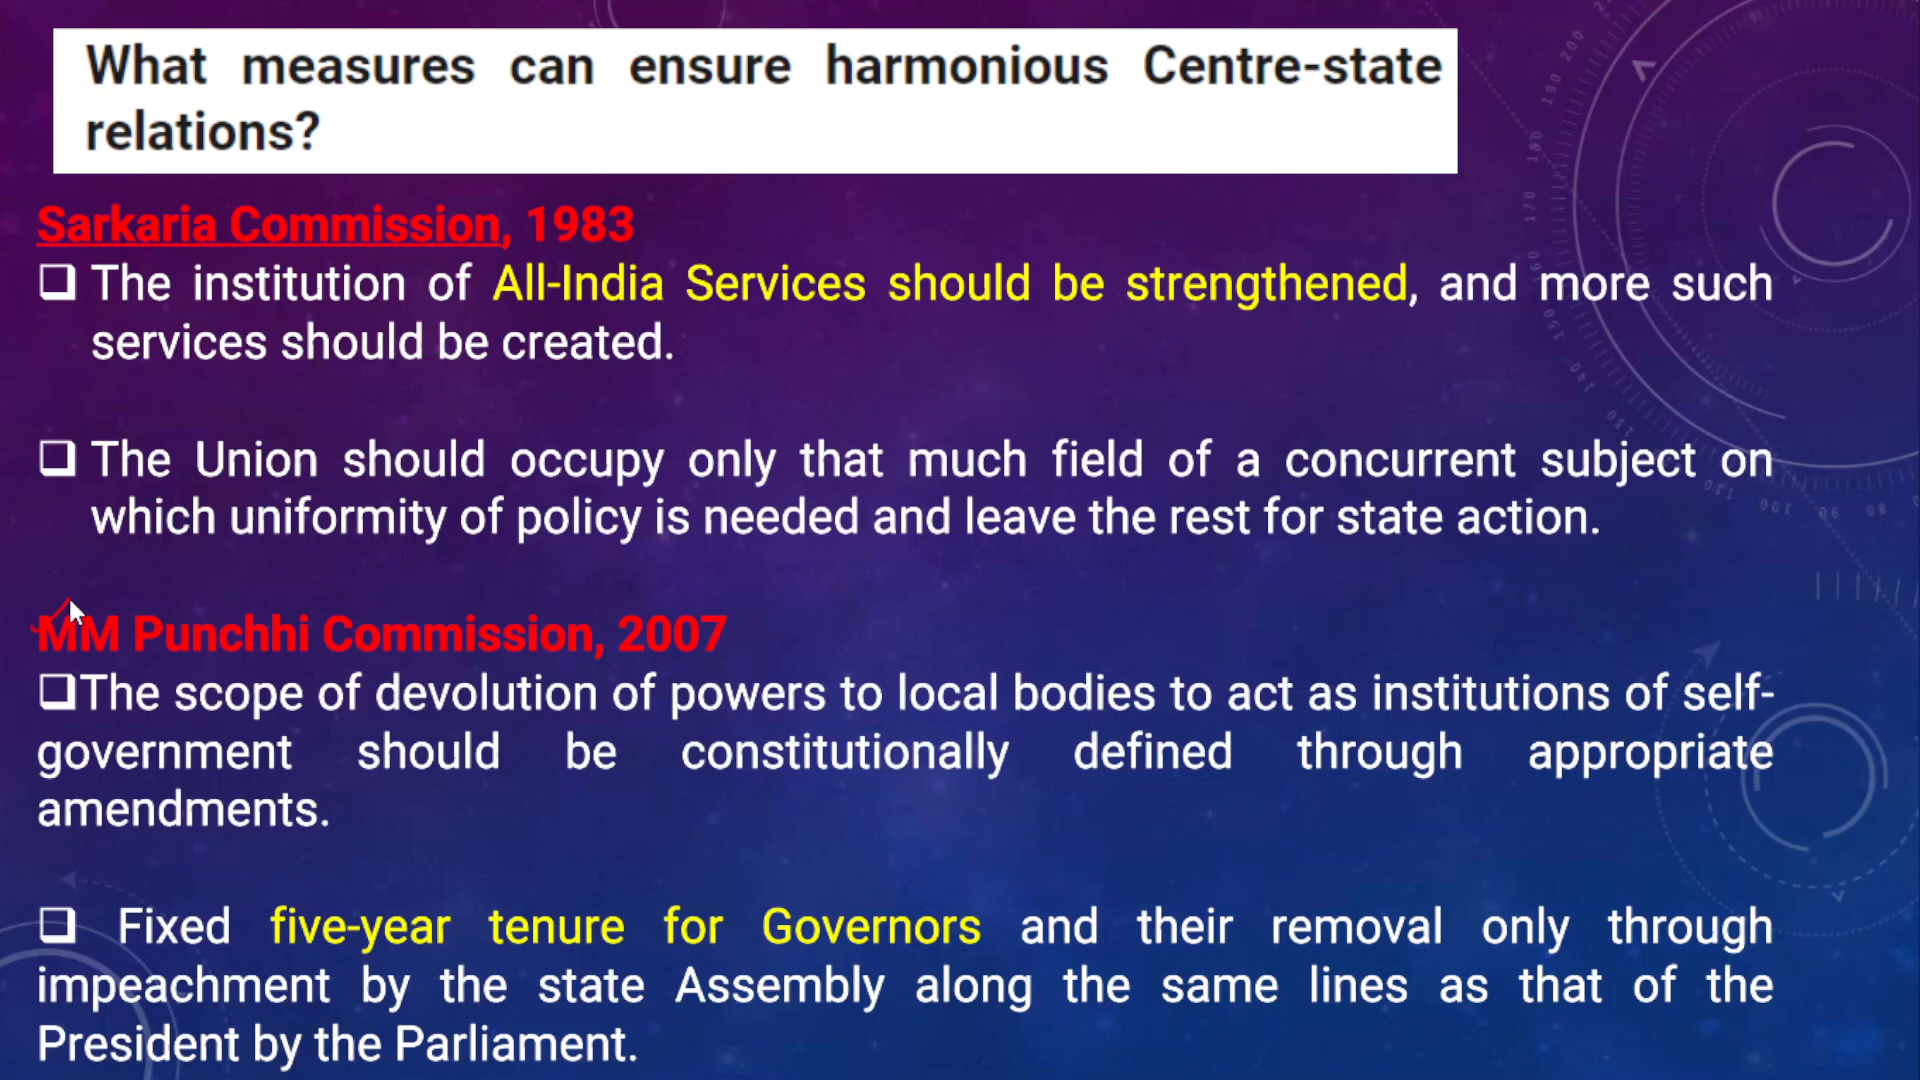 What measures can ensure harmonious Centre-state
relations?
Sarkaria Commission, 1983
❑ The institution of All-India Services should be strengthened, and more such
services should be created.
❑ The Union should occupy only that much field of a concurrent subject on
which uniformity of policy is needed and leave the rest for state action.
MM Punchhi Commission, 2007
❑The scope of devolution of powers to local bodies to act as institutions of self-
government should be constitutionally defined through appropriate
amendments.
❑ Fixed five-year tenure for Governors and their removal only through
impeachment by the state Assembly along the same lines as that of the
President by the Parliament.